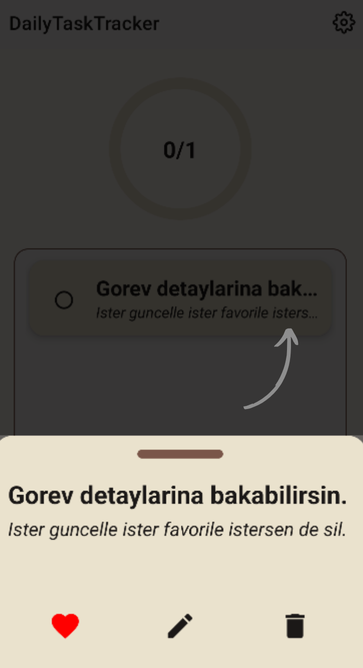 DailyTaskTracker
0/1
Gorev detaylarina bak...
Ister guncelle ister favorile isters...
Gorev detaylarina bakabilirsin.
Ister guncelle ister favorile istersen de sil.